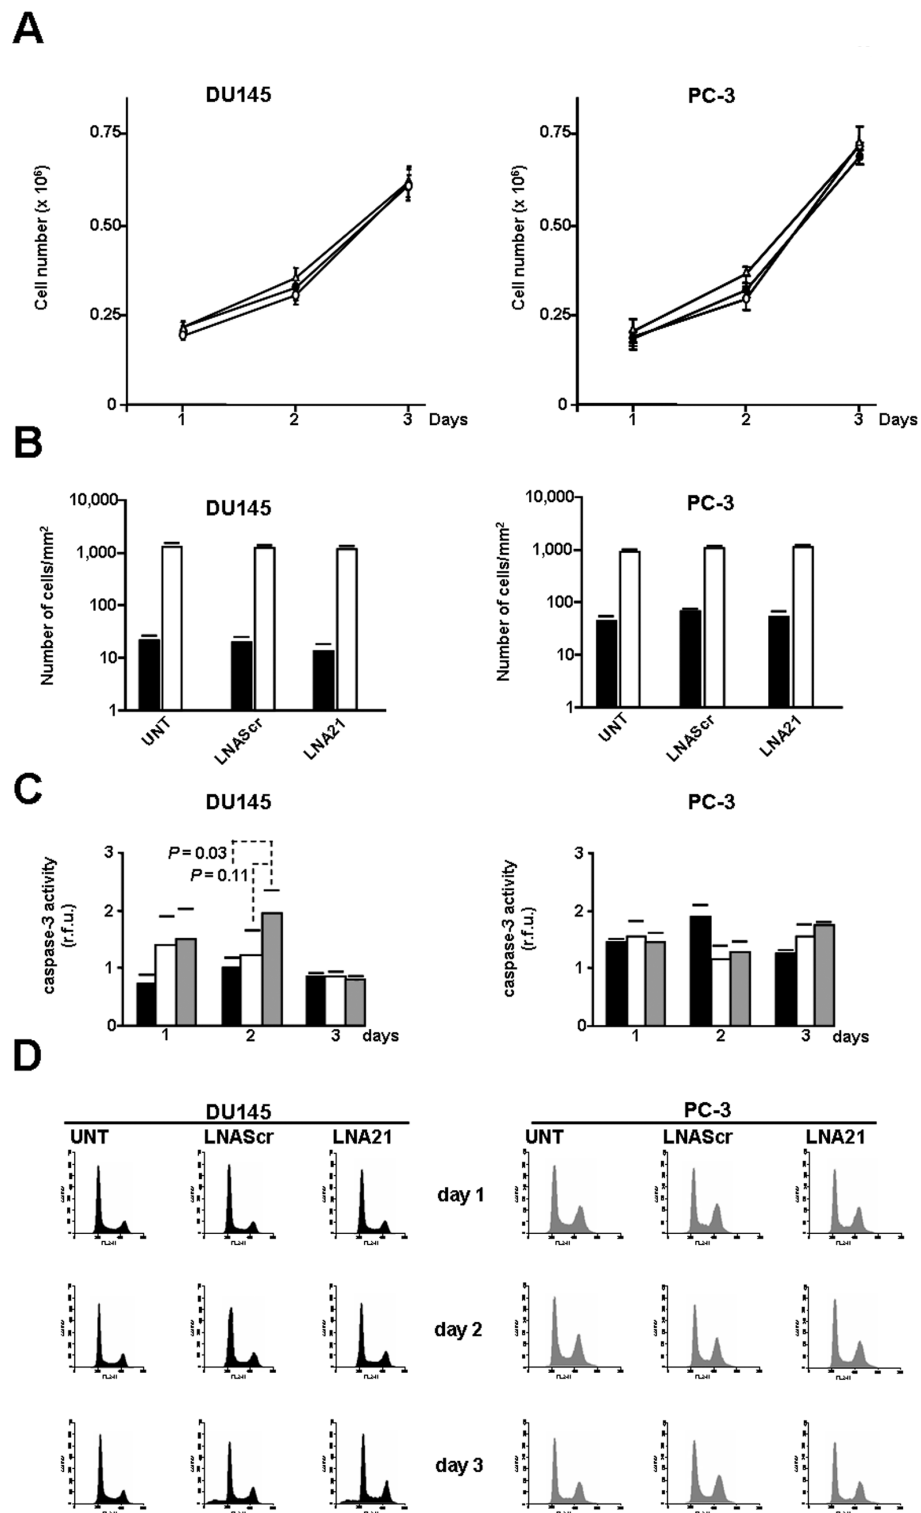 A
DU145
PC-3
Cell number (x 10⁶)
0.75
0.50
0.25
0
1 2 3 Days
Cell number (x 10⁶)
0.75
0.50
0.25
0
1 2 3 Days
B
DU145
PC-3
Number of cells/mm²
10,000
1,000
100
10
1
UNT LNAScr LNA21
Number of cells/mm²
10,000
1,000
100
10
1
UNT LNAScr LNA21
C
DU145
PC-3
caspase-3 activity
(r.f.u.)
3
2
1
0
P = 0.03
P = 0.11
1 2 3 days
caspase-3 activity
(r.f.u.)
3
2
1
0
1 2 3 days
D
DU145
PC-3
UNT LNAScr LNA21
UNT LNAScr LNA21
day 1
day 2
day 3